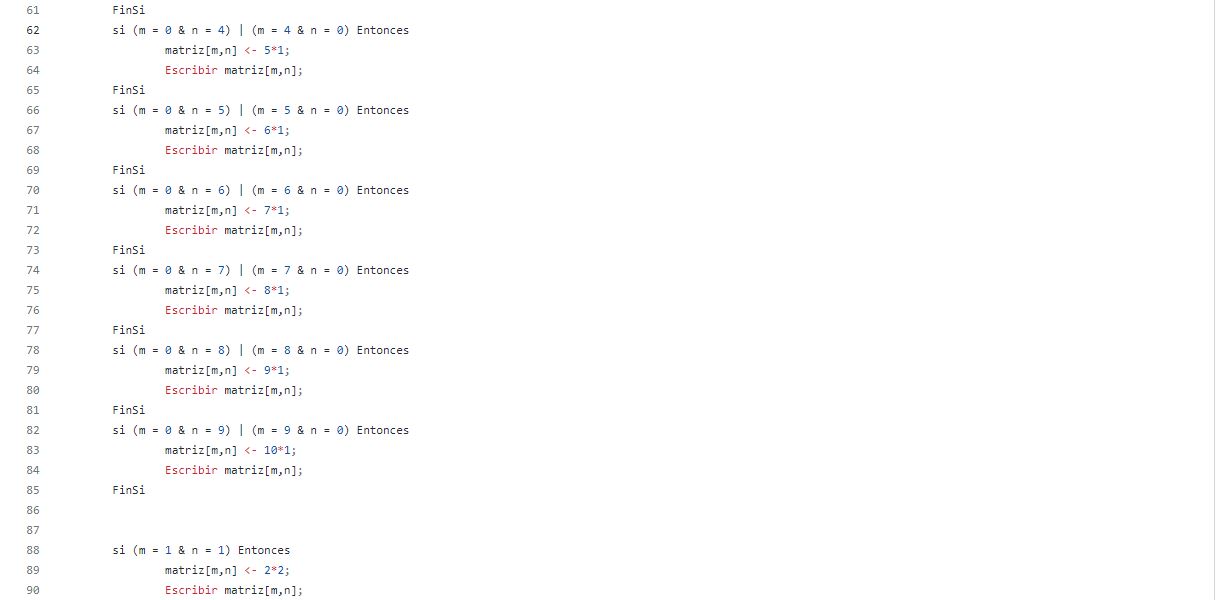 61 FinSi
62 si (m = 0 & n = 4) | (m = 4 & n = 0) Entonces
63 matriz[m,n] <- 5*1;
64 Escribir matriz[m,n];
65 FinSi
66 si (m = 0 & n = 5) | (m = 5 & n = 0) Entonces
67 matriz[m,n] <- 6*1;
68 Escribir matriz[m,n];
69 FinSi
70 si (m = 0 & n = 6) | (m = 6 & n = 0) Entonces
71 matriz[m,n] <- 7*1;
72 Escribir matriz[m,n];
73 FinSi
74 si (m = 0 & n = 7) | (m = 7 & n = 0) Entonces
75 matriz[m,n] <- 8*1;
76 Escribir matriz[m,n];
77 FinSi
78 si (m = 0 & n = 8) | (m = 8 & n = 0) Entonces
79 matriz[m,n] <- 9*1;
80 Escribir matriz[m,n];
81 FinSi
82 si (m = 0 & n = 9) | (m = 9 & n = 0) Entonces
83 matriz[m,n] <- 10*1;
84 Escribir matriz[m,n];
85 FinSi
86
87
88 si (m = 1 & n = 1) Entonces
89 matriz[m,n] <- 2*2;
90 Escribir matriz[m,n];